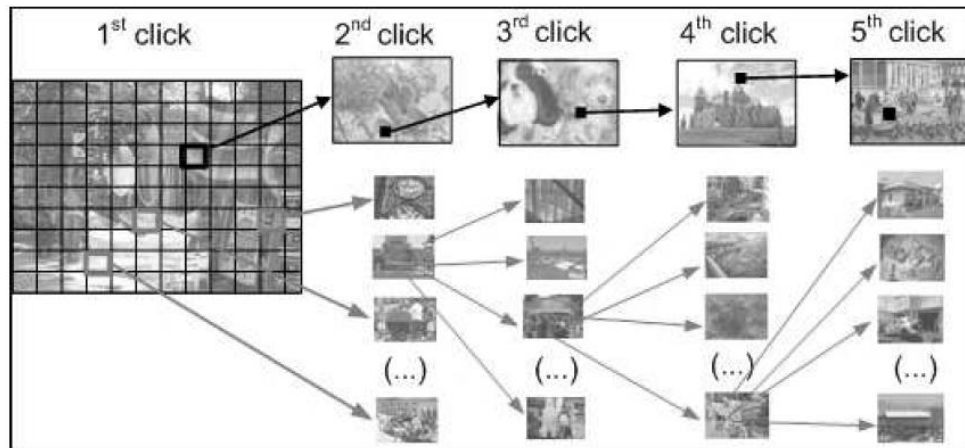 1st click
2nd click
3rd click
4th click
5th click
(...)
(...)
(...)
(...)